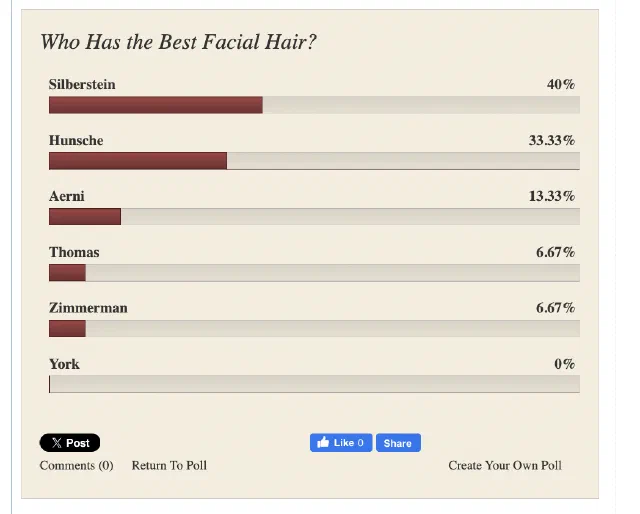 Who Has the Best Facial Hair?
Silberstein 40%
Hunsche 33.33%
Aerni 13.33%
Thomas 6.67%
Zimmerman 6.67%
York 0%
X Post Like 0 Share
Comments (0) Return To Poll Create Your Own Poll